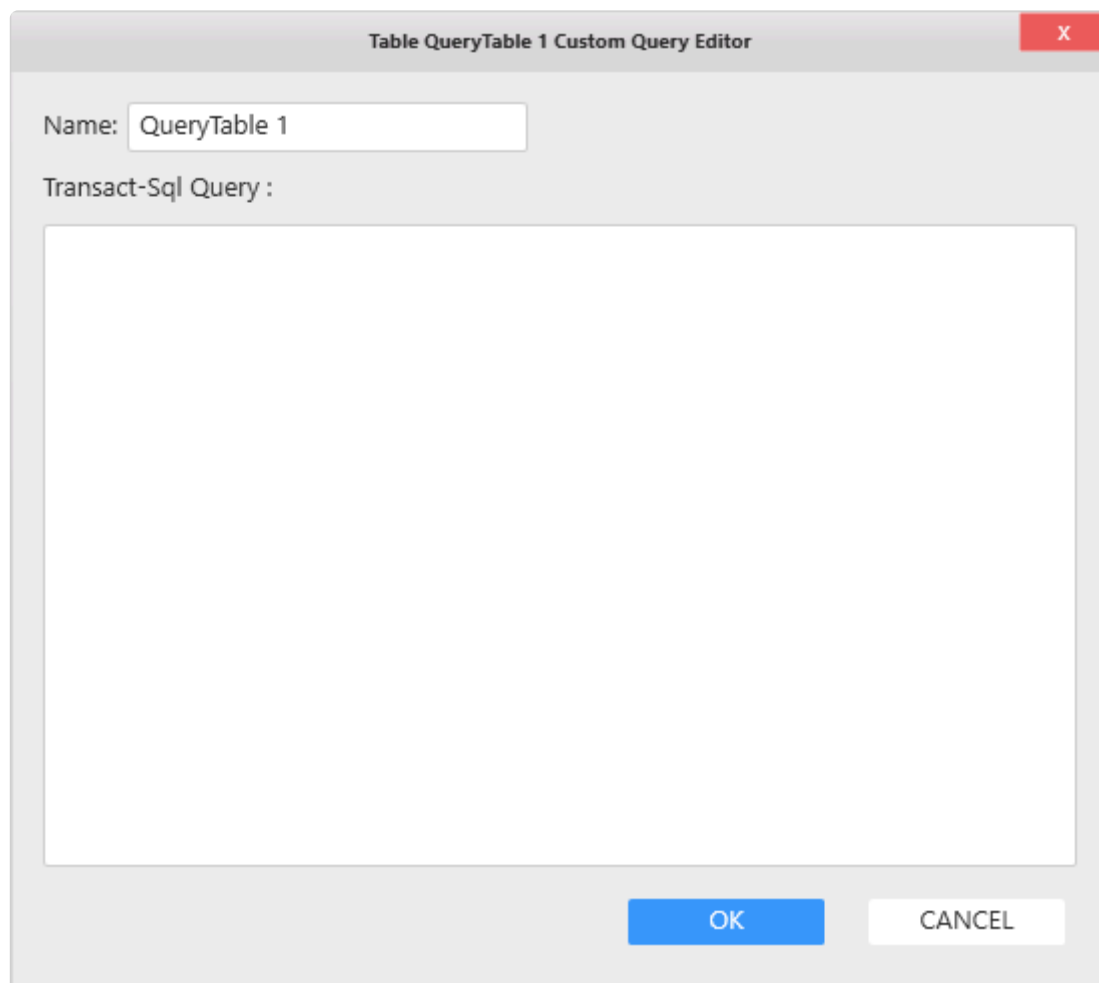 Table QueryTable 1 Custom Query Editor
x
Name: QueryTable 1
Transact-Sql Query :
OK CANCEL